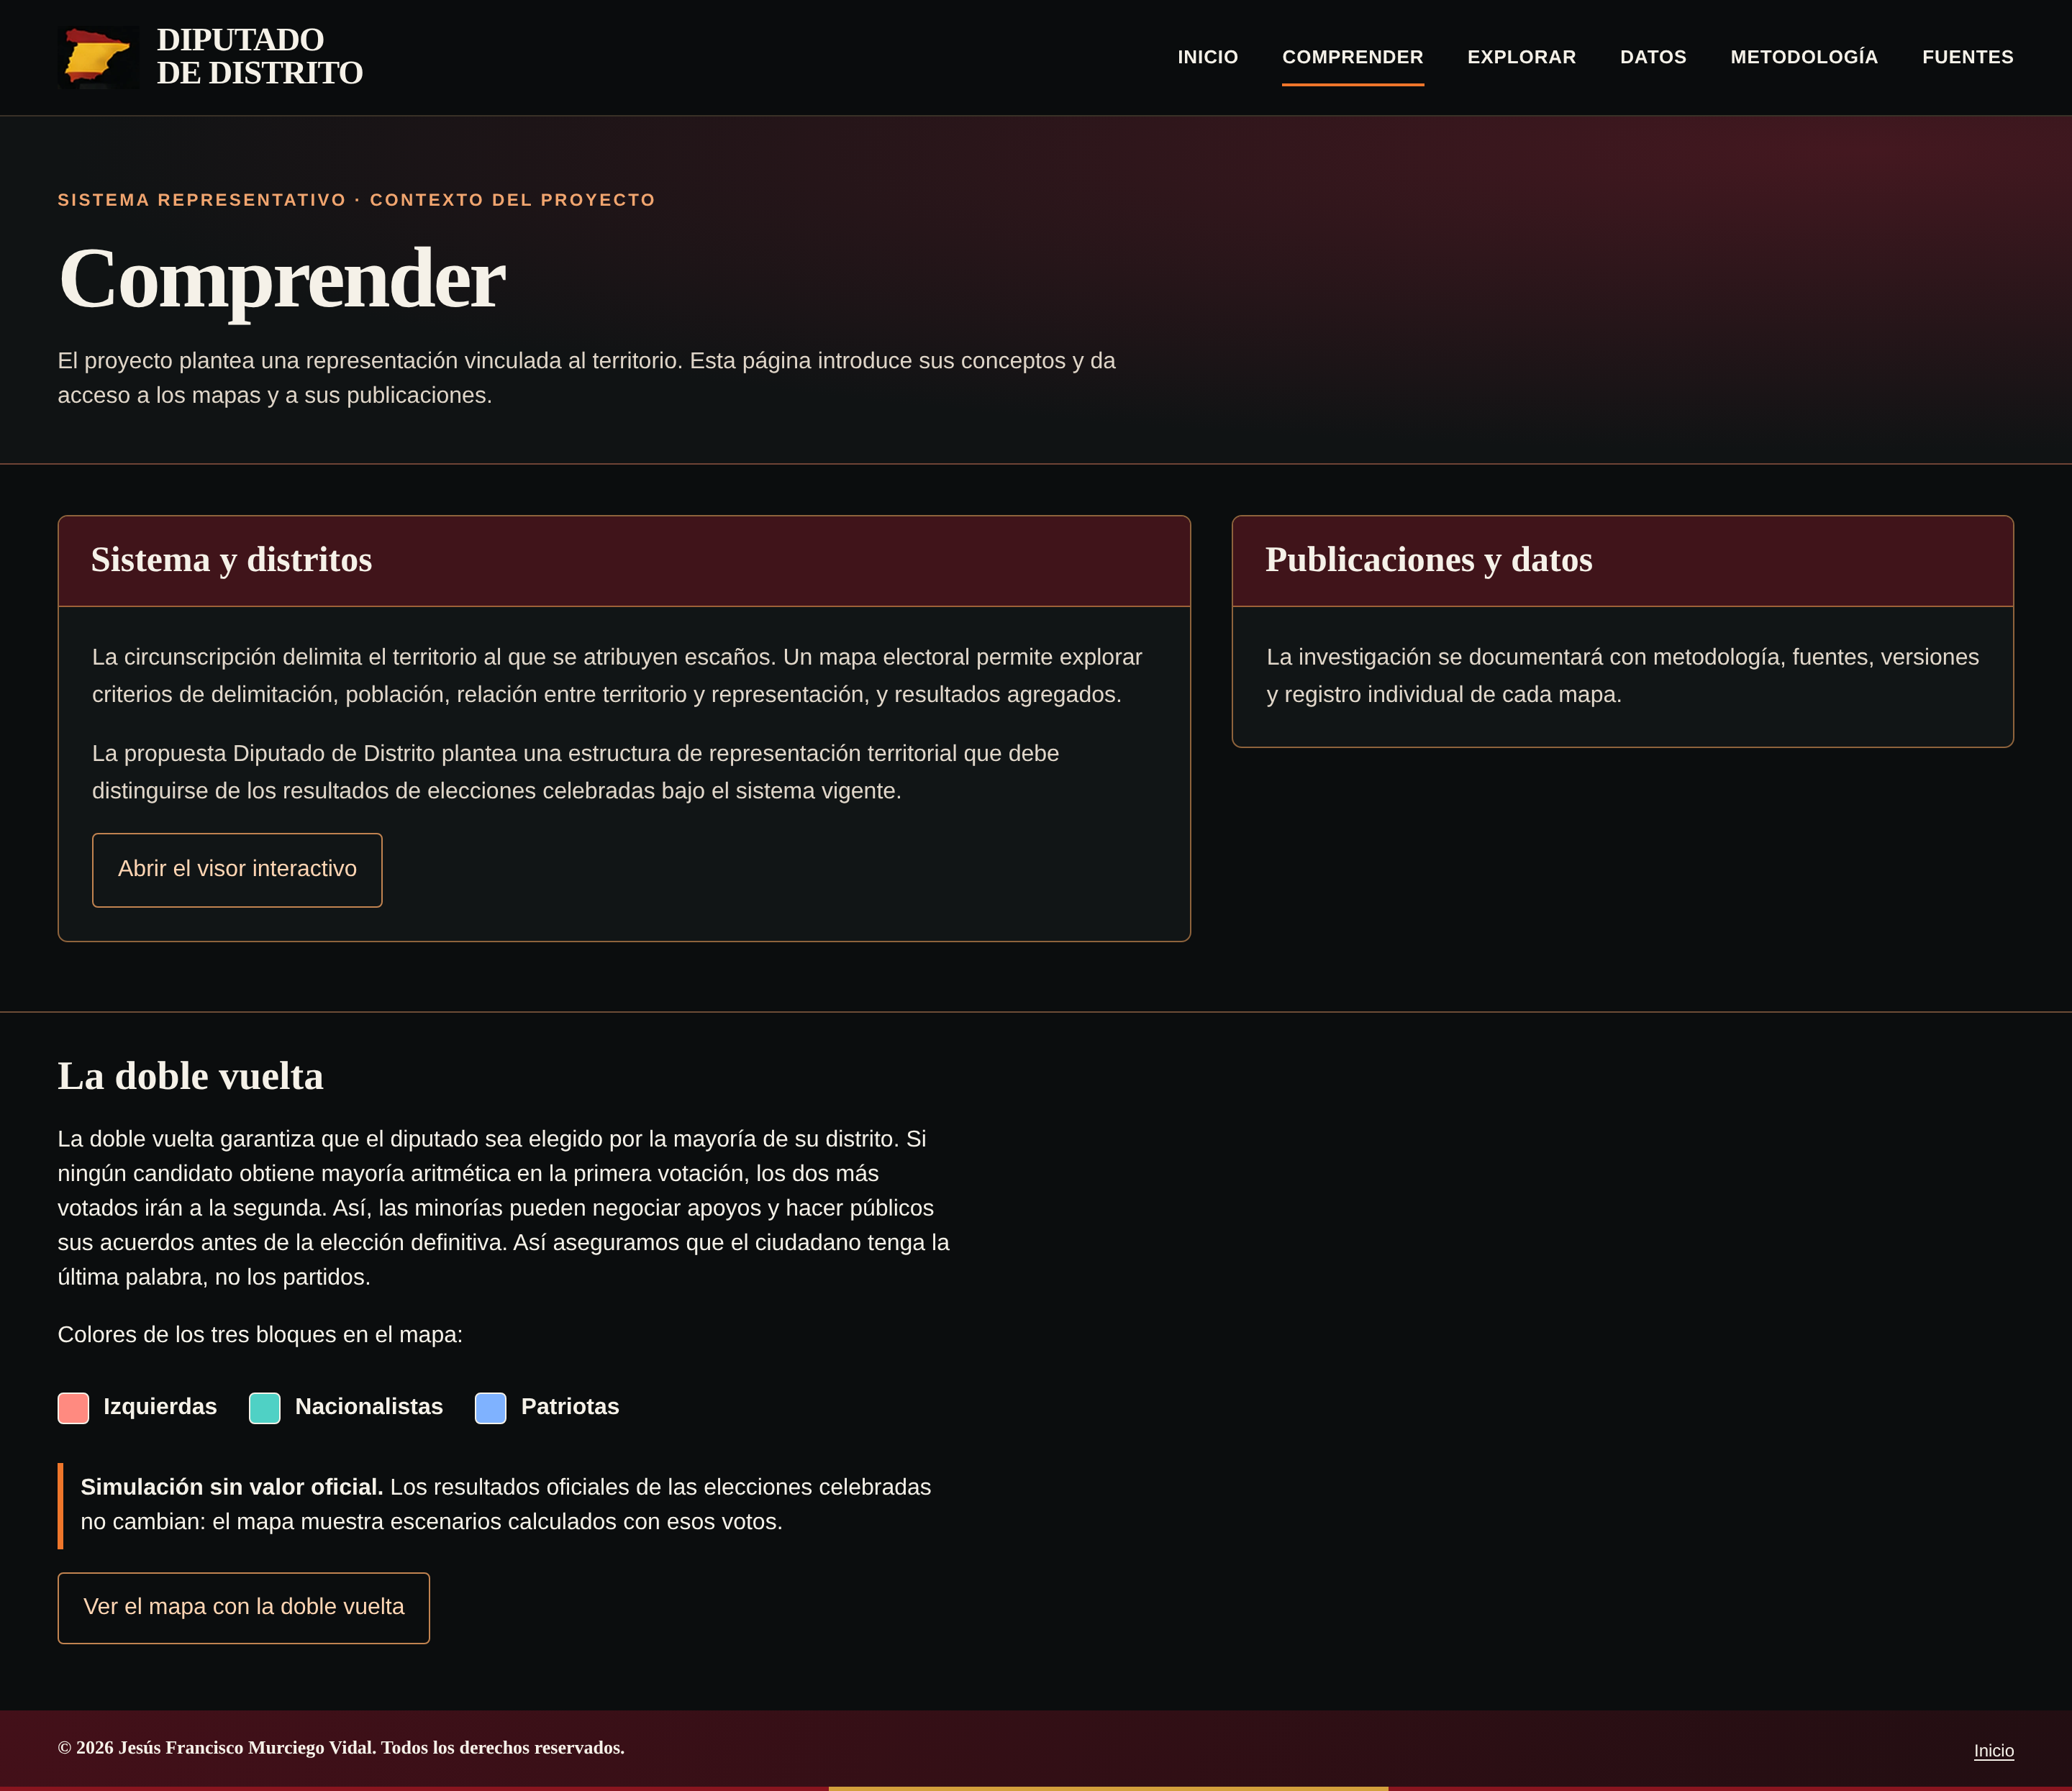 DIPUTADO
DE DISTRITO
INICIO COMPRENDER EXPLORAR DATOS METODOLOGÍA FUENTES
SISTEMA REPRESENTATIVO · CONTEXTO DEL PROYECTO
Comprender
El proyecto plantea una representación vinculada al territorio. Esta página introduce sus conceptos y da
acceso a los mapas y a sus publicaciones.
Sistema y distritos
La circunscripción delimita el territorio al que se atribuyen escaños. Un mapa electoral permite explorar
criterios de delimitación, población, relación entre territorio y representación, y resultados agregados.
La propuesta Diputado de Distrito plantea una estructura de representación territorial que debe
distinguirse de los resultados de elecciones celebradas bajo el sistema vigente.
Abrir el visor interactivo
Publicaciones y datos
La investigación se documentará con metodología, fuentes, versiones
y registro individual de cada mapa.
La doble vuelta
La doble vuelta garantiza que el diputado sea elegido por la mayoría de su distrito. Si
ningún candidato obtiene mayoría aritmética en la primera votación, los dos más
votados irán a la segunda. Así, las minorías pueden negociar apoyos y hacer públicos
sus acuerdos antes de la elección definitiva. Así aseguramos que el ciudadano tenga la
última palabra, no los partidos.
Colores de los tres bloques en el mapa:
Izquierdas Nacionalistas Patriotas
Simulación sin valor oficial. Los resultados oficiales de las elecciones celebradas
no cambian: el mapa muestra escenarios calculados con esos votos.
Ver el mapa con la doble vuelta
© 2026 Jesús Francisco Murciego Vidal. Todos los derechos reservados.
Inicio